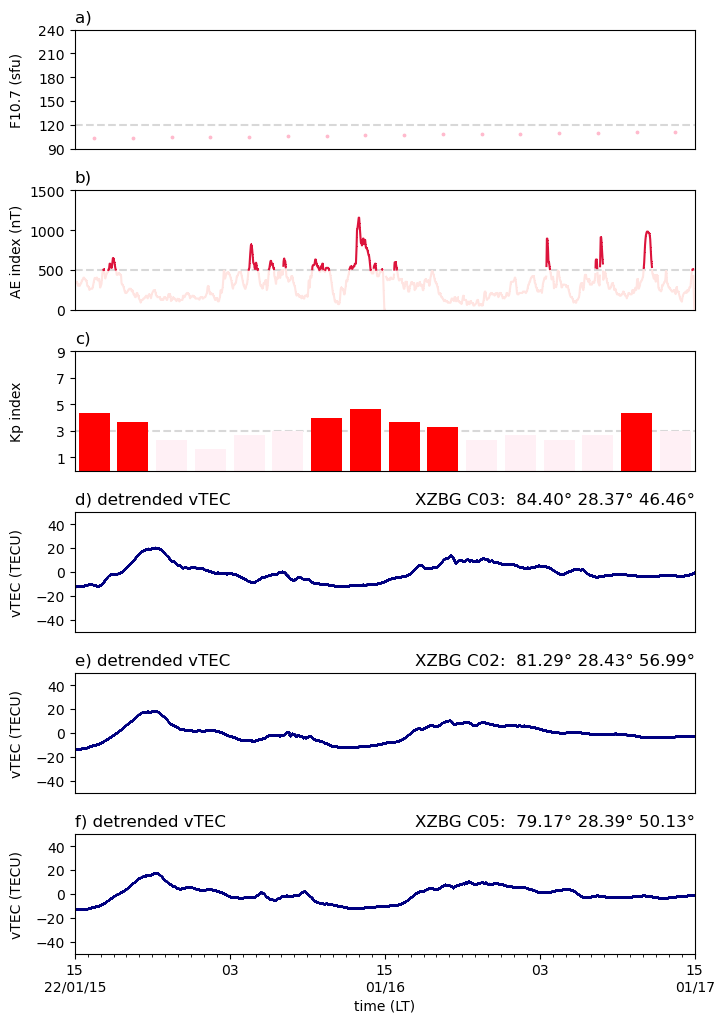 a)
240
210
180
150
120
90
F10.7 (sfu)
b)
1500
1000
500
0
AE index (nT)
c)
9
7
5
3
1
Kp index
d) detrended vTEC XZBG C03: 84.40° 28.37° 46.46°
40
20
0
−20
−40
vTEC (TECU)
e) detrended vTEC XZBG C02: 81.29° 28.43° 56.99°
40
20
0
−20
−40
vTEC (TECU)
f) detrended vTEC XZBG C05: 79.17° 28.39° 50.13°
40
20
0
−20
−40
vTEC (TECU)
15 03 15 03 15
22/01/15 01/16 01/17
time (LT)